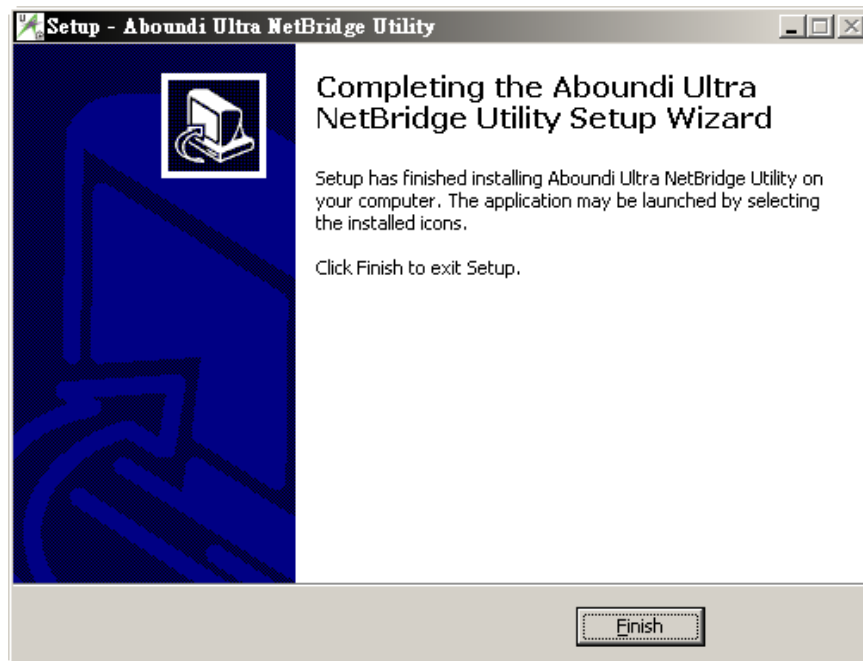 Setup - Aboundi Ultra NetBridge Utility
Completing the Aboundi Ultra
NetBridge Utility Setup Wizard
Setup has finished installing Aboundi Ultra NetBridge Utility on
your computer. The application may be launched by selecting
the installed icons.
Click Finish to exit Setup.
Finish